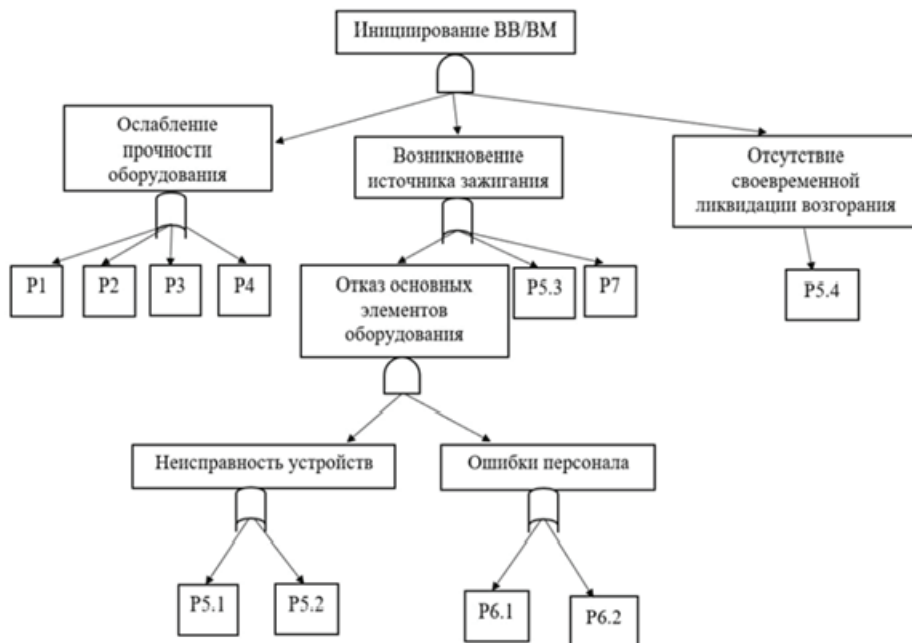 Инициирование ВВ/ВМ
Ослабление
прочности
оборудования
Возникновение
источника зажигания
Отсутствие
своевременной
ликвидации возгорания
P1
P2
P3
P4
Отказ основных
элементов
оборудования
P5.3
P7
P5.4
Неисправность устройств
Ошибки персонала
P5.1
P5.2
P6.1
P6.2